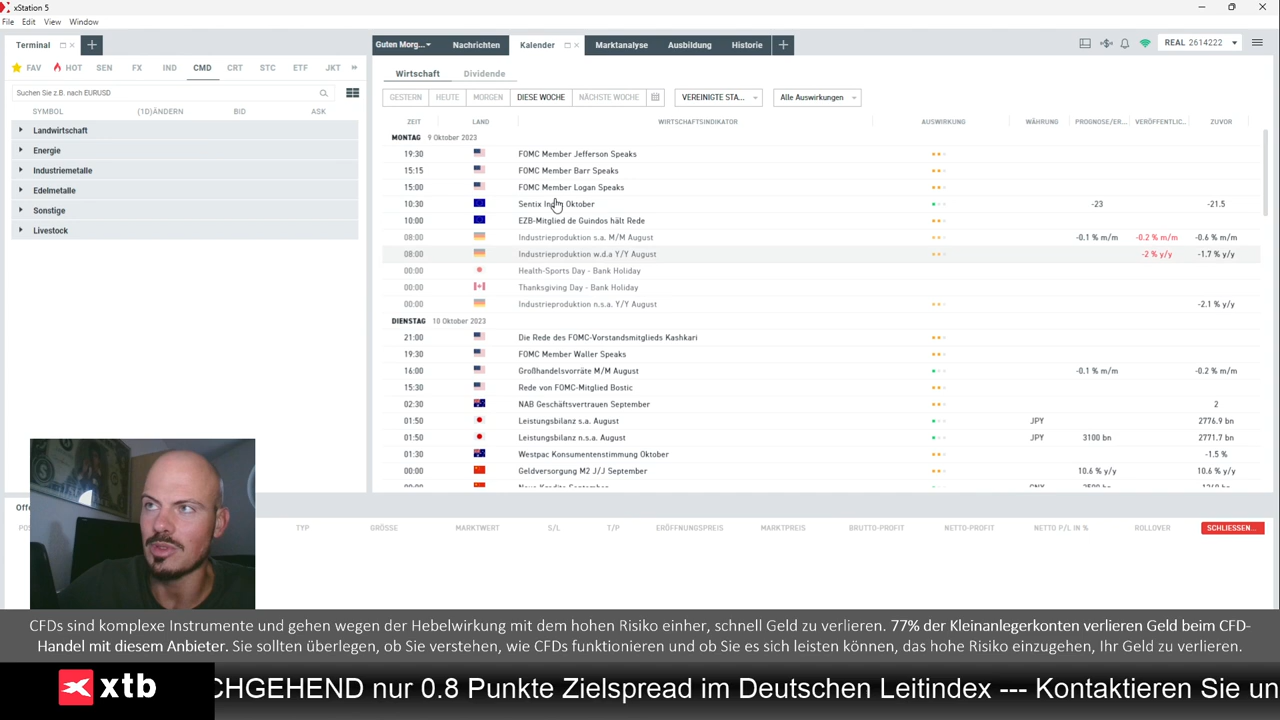 xStation 5
File Edit View Window
Terminal
FAV HOT SEN FX IND CMD CRT STC ETF JKT
Suchen Sie z.B. nach EURUSD
SYMBOL (1D)ÄNDERN BID ASK
Landwirtschaft
Energie
Industriemetalle
Edelmetalle
Sonstige
Livestock
Guten Morg... Nachrichten Kalender Marktanalyse Ausbildung Historie
REAL 2614222
Wirtschaft Dividende
GESTERN HEUTE MORGEN DIESE WOCHE NÄCHSTE WOCHE VEREINIGTE STA... Alle Auswirkungen
ZEIT LAND WIRTSCHAFTSINDIKATOR AUSWIRKUNG WÄHRUNG PROGNOSE/ER... VERÖFFENTLIC... ZUVOR
MONTAG 9 Oktober 2023
19:30 FOMC Member Jefferson Speaks
15:15 FOMC Member Barr Speaks
15:00 FOMC Member Logan Speaks
10:30 Sentix Oktober -23 -21.5
10:00 EZB-Mitglied de Guindos hält Rede
08:00 Industrieproduktion s.a. M/M August -0.1 % m/m -0.2 % m/m -0.6 % m/m
08:00 Industrieproduktion w.d.a Y/Y August -2 % y/y -1.7 % y/y
00:00 Health-Sports Day - Bank Holiday
00:00 Thanksgiving Day - Bank Holiday
00:00 Industrieproduktion n.s.a. Y/Y August -2.1 % y/y
DIENSTAG 10 Oktober 2023
21:00 Die Rede des FOMC-Vorstandsmitglieds Kashkari
19:30 FOMC Member Waller Speaks
16:00 Großhandelsvorräte M/M August -0.1 % m/m -0.2 % m/m
15:30 Rede von FOMC-Mitglied Bostic
02:30 NAB Geschäftsvertrauen September 2
01:50 Leistungsbilanz s.a. August JPY 2776.9 bn
01:50 Leistungsbilanz n.s.a. August JPY 3100 bn 2771.7 bn
01:30 Westpac Konsumentenstimmung Oktober -1.5 %
00:00 Geldversorgung M2 J/J September 10.6 % y/y 10.6 % y/y
TYP GRÖSSE MARKTWERT S/L T/P ERÖFFNUNGSPREIS MARKTPREIS BRUTTO-PROFIT NETTO-PROFIT NETTO P/L IN % ROLLOVER SCHLIESSEN...
CFDs sind komplexe Instrumente und gehen wegen der Hebelwirkung mit dem hohen Risiko einher, schnell Geld zu verlieren. 77% der Kleinanlegerkonten verlieren Geld beim CFD-
Handel mit diesem Anbieter. Sie sollten überlegen, ob Sie verstehen, wie CFDs funktionieren und ob Sie es sich leisten können, das hohe Risiko einzugehen, Ihr Geld zu verlieren.
xtb
CHGEHEND nur 0.8 Punkte Zielspread im Deutschen Leitindex --- Kontaktieren Sie un